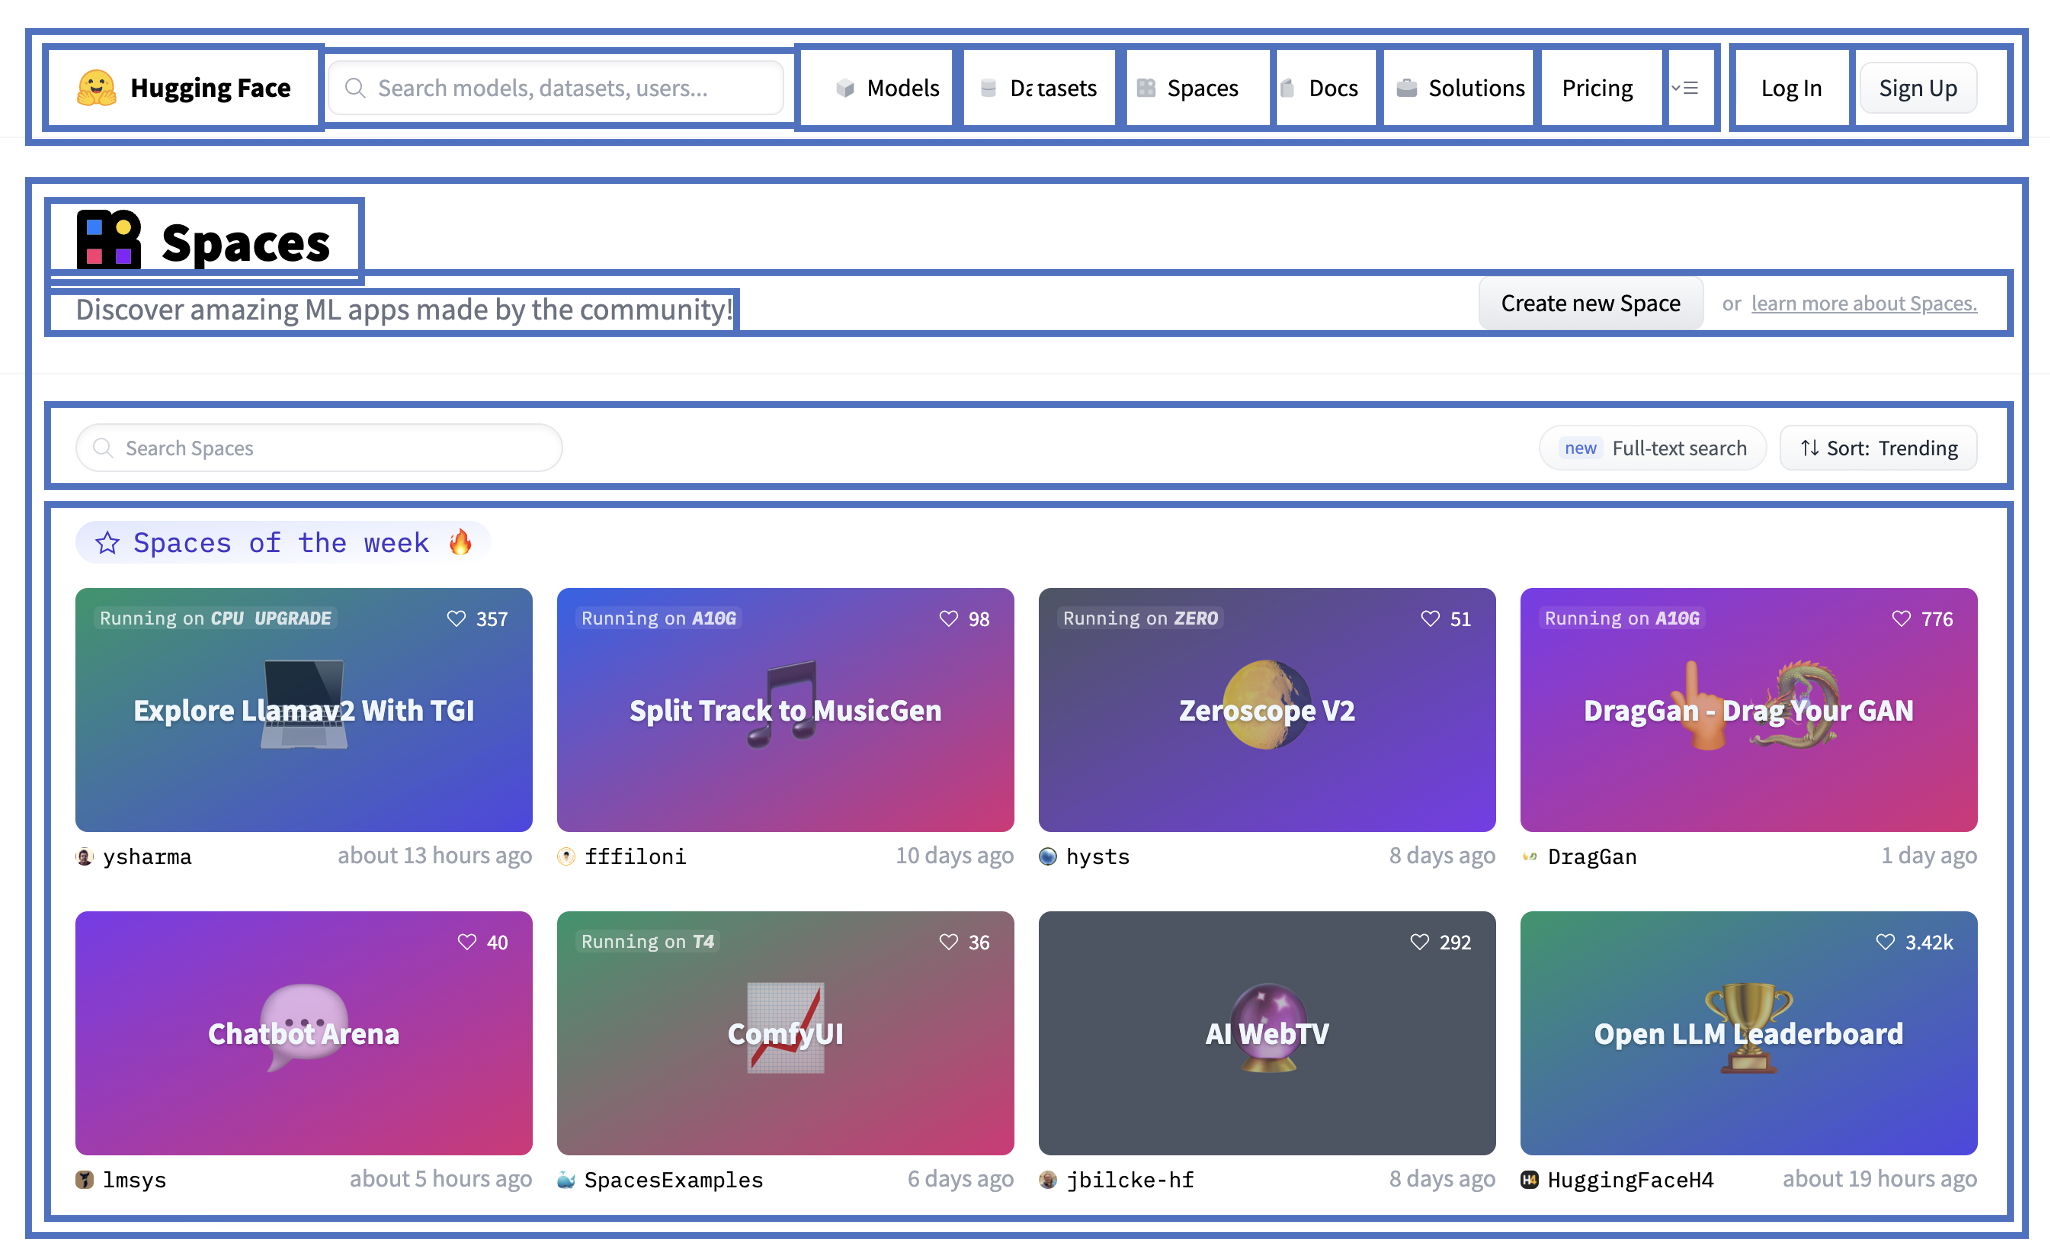 Hugging Face Search models, datasets, users... Models Datasets Spaces Docs Solutions Pricing Log In Sign Up
Spaces
Discover amazing ML apps made by the community! Create new Space or learn more about Spaces.
Search Spaces new Full-text search Sort: Trending
Spaces of the week
Running on CPU UPGRADE 357 Running on A10G 98 Running on ZERO 51 Running on A10G 776
Explore Llamav2 With TGI Split Track to MusicGen Zeroscope V2 DragGan - Drag Your GAN
ysharma about 13 hours ago fffiloni 10 days ago hysts 8 days ago DragGan 1 day ago
40 Running on T4 36 292 3.42k
Chatbot Arena ComfyUI AI WebTV Open LLM Leaderboard
lmsys about 5 hours ago SpacesExamples 6 days ago jbilcke-hf 8 days ago H4 HuggingFaceH4 about 19 hours ago